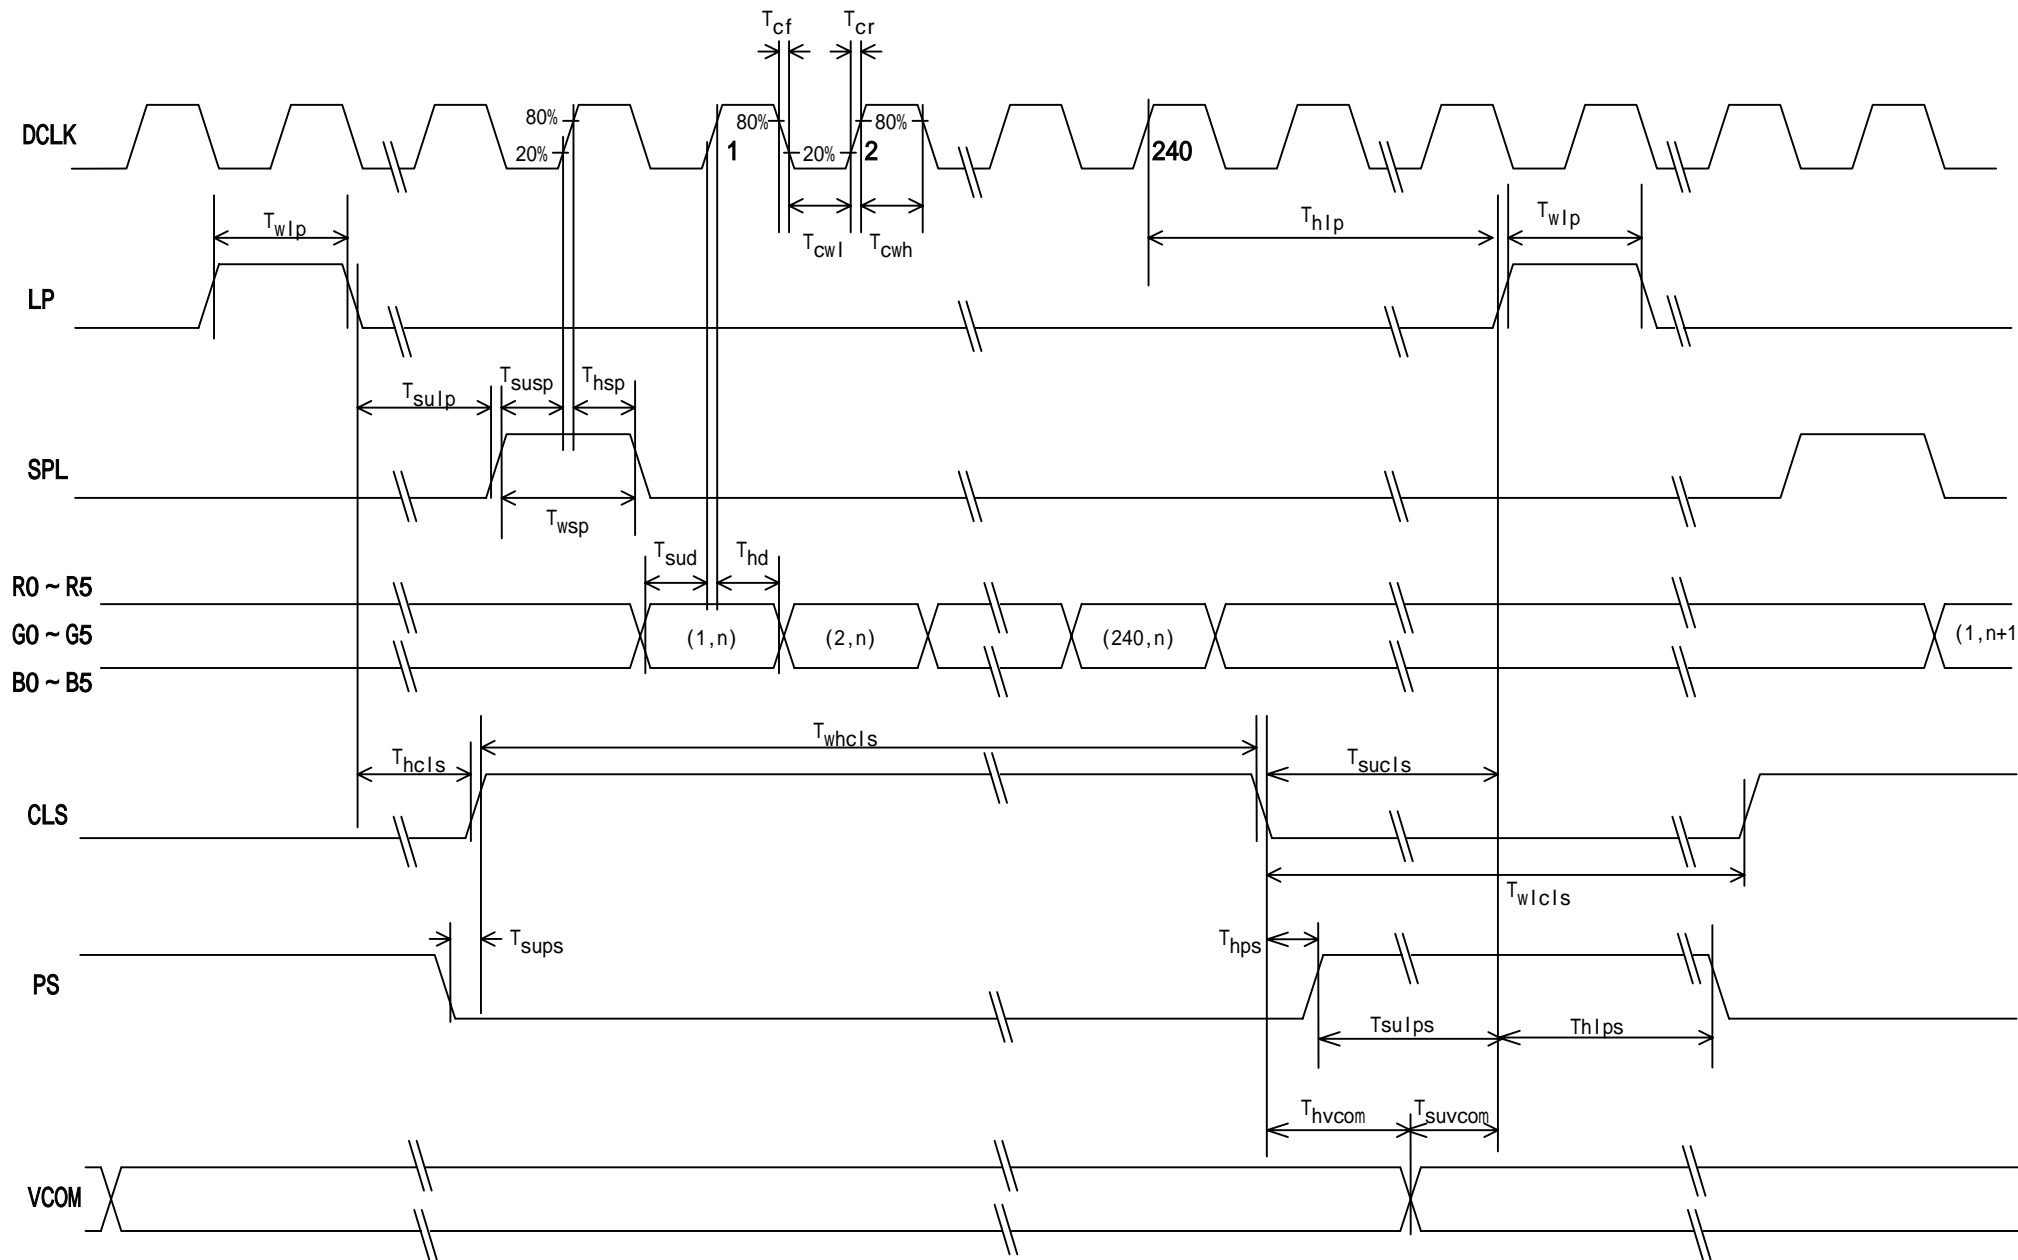 Tcf Tcr
DCLK 80% 20% 1 80% 20% 2 80% 240
Twlp Tcwl Tcwh Thlp Twlp
LP
Tsulp Tsusp Thsp
SPL
Twsp
Tsud Thd
R0 ~ R5
G0 ~ G5 (1,n) (2,n) (240,n) (1,n+1
B0 ~ B5
Thcls Twhcls Tsucls
CLS
Twlcls
Tsups Thps
PS
Tsulps Thlps
Thvcom Tsuvcom
VCOM